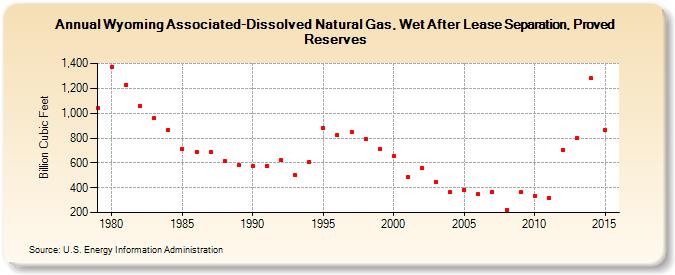 Annual Wyoming Associated-Dissolved Natural Gas, Wet After Lease Separation, Proved
Reserves
Billion Cubic Feet
1,400
1,200
1,000
800
600
400
200
1980 1985 1990 1995 2000 2005 2010 2015
Source: U.S. Energy Information Administration